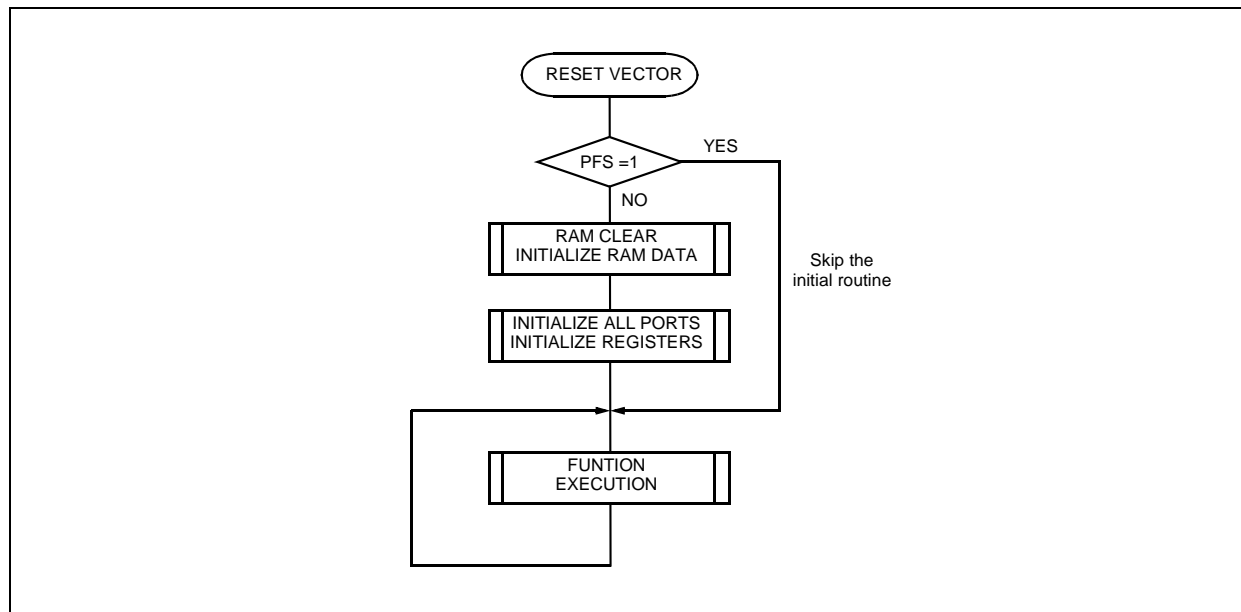 RESET VECTOR
YES
PFS =1
NO
RAM CLEAR
INITIALIZE RAM DATA
Skip the
initial routine
INITIALIZE ALL PORTS
INITIALIZE REGISTERS
FUNTION
EXECUTION